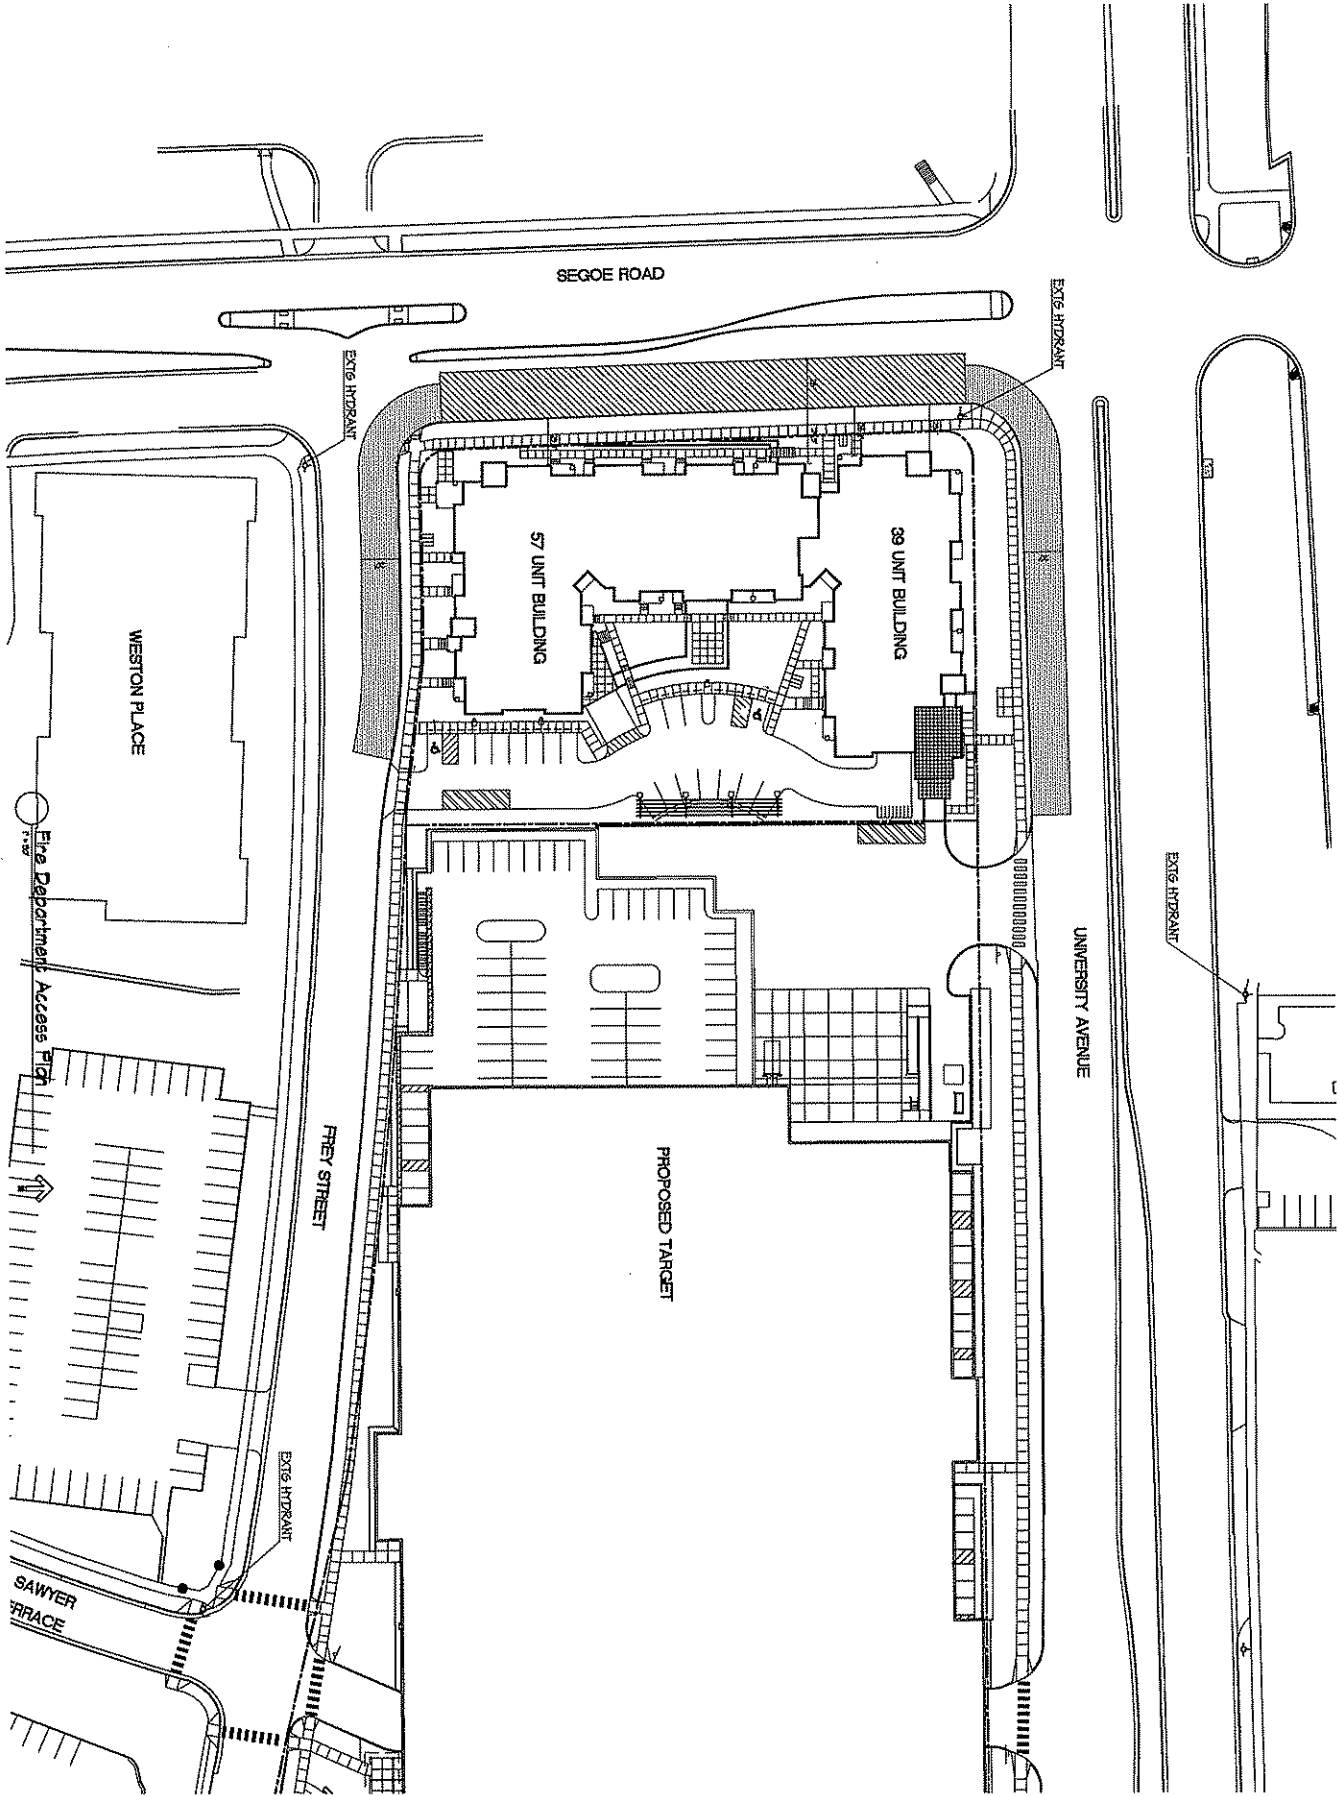 SEGOE ROAD
EXTG HYDRANT
EXTG HYDRANT
57 UNIT BUILDING
39 UNIT BUILDING
WESTON PLACE
Fire Department Access Plan
EXTG HYDRANT
UNIVERSITY AVENUE
FREY STREET
PROPOSED TARGET
EXTG HYDRANT
SAWYER
ERRACE